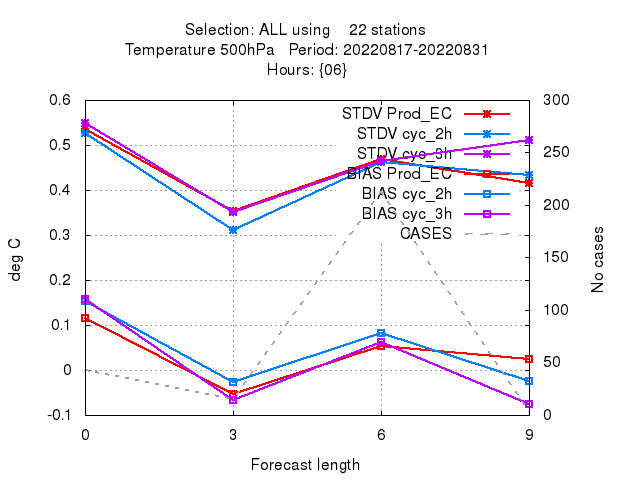 Selection: ALL using 22 stations
Temperature 500hPa Period: 20220817-20220831
Hours: {06}
STDV Prod_EC
STDV cyc_2h
STDV cyc_3h
BIAS Prod_EC
BIAS cyc_2h
BIAS cyc_3h
CASES
0.6
0.5
0.4
0.3
0.2
0.1
0
-0.1
deg C
300
250
200
150
100
50
0
No cases
0 3 6 9
Forecast length